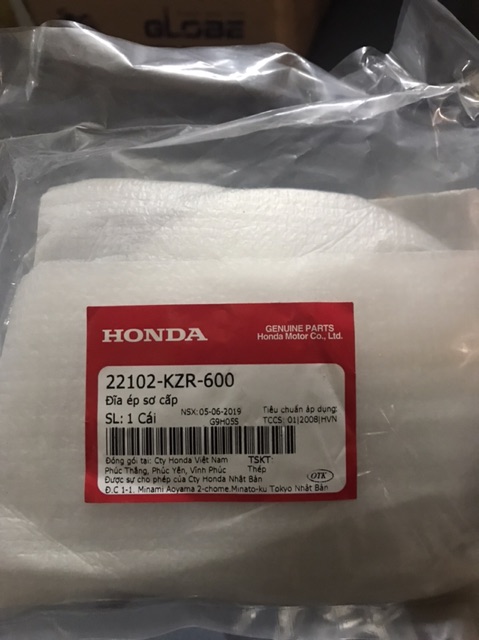 GLOBE
HONDA
GENUINE PARTS
Honda Motor Co., Ltd.
22102-KZR-600
Đĩa ép sơ cấp
NSX: 05-06-2019
Tiêu chuẩn áp dụng:
SL: 1 Cái
G9H05S
TCCS|:01|2008|HVN
Đóng gói tại: Cty Honda Việt Nam
TSKT:
Phúc Thắng, Phúc Yên, Vĩnh Phúc
Thép
Được sự cho phép của Cty Honda Nhật Bản
OTK
Đ.C 1-1, Minami Aoyama 2-chome.Minato-ku Tokyo Nhật Bản